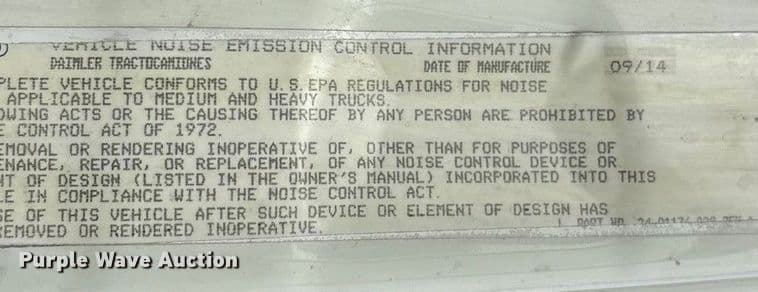 VEHICLE NOISE EMISSION CONTROL INFORMATION
DAIMLER TRACTOCAMIONES DATE OF MANUFACTURE 09/14
PLETE VEHICLE CONFORMS TO U.S.EPA REGULATIONS FOR NOISE
APPLICABLE TO MEDIUM AND HEAVY TRUCKS.
OWING ACTS OR THE CAUSING THEREOF BY ANY PERSON ARE PROHIBITED BY
E CONTROL ACT OF 1972.
EMOVAL OR RENDERING INOPERATIVE OF, OTHER THAN FOR PURPOSES OF
ENANCE, REPAIR, OR REPLACEMENT, OF ANY NOISE CONTROL DEVICE OR
NT OF DESIGN (LISTED IN THE OWNER'S MANUAL) INCORPORATED INTO THIS
LE IN COMPLIANCE WITH THE NOISE CONTROL ACT.
SE OF THIS VEHICLE AFTER SUCH DEVICE OR ELEMENT OF DESIGN HAS
REMOVED OR RENDERED INOPERATIVE.
PART NO.
Purple Wave Auction